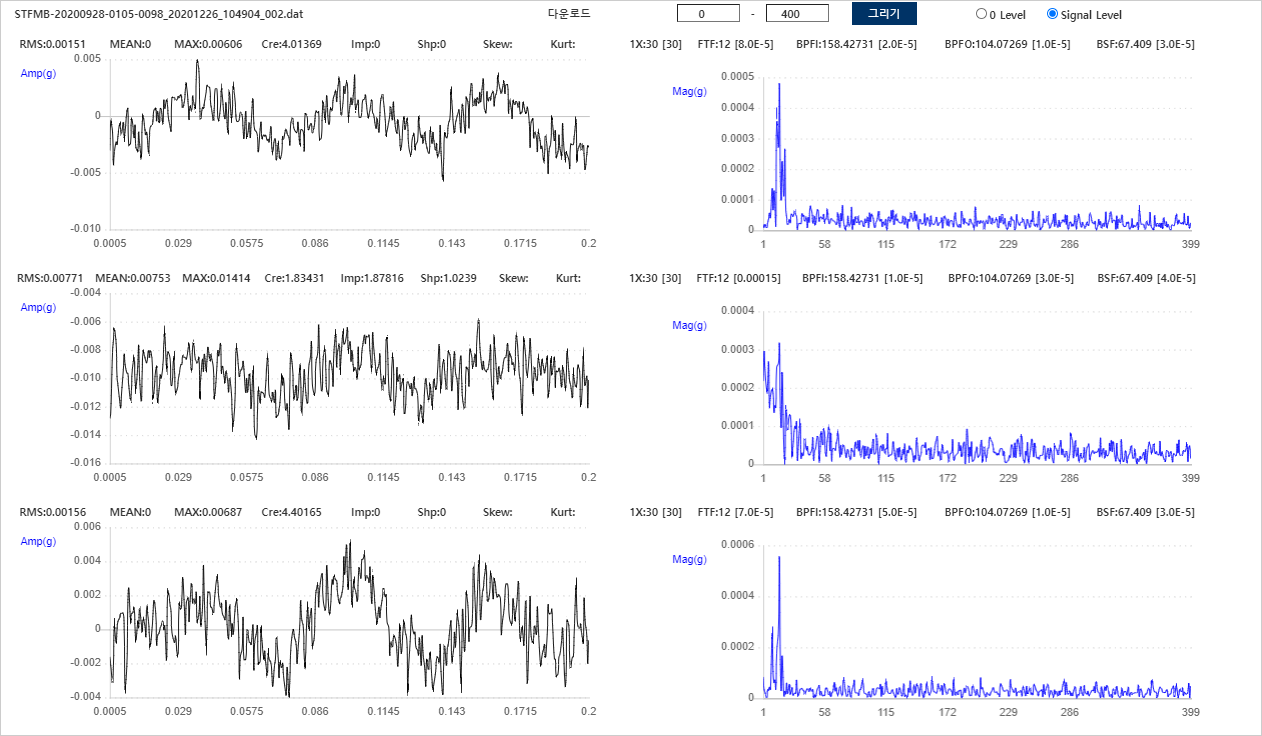 STFMB-20200928-0105-0098_20201226_104904_002.dat 다운로드 0 - 400 그리기 0 Level Signal Level
RMS:0.00151 MEAN:0 MAX:0.00606 Cre:4.01369 Imp:0 Shp:0 Skew: Kurt: 1X:30 [30] FTF:12 [8.0E-5] BPFI:158.42731 [2.0E-5] BPFO:104.07269 [1.0E-5] BSF:67.409 [3.0E-5]
Amp(g)
0.005
0
-0.005
-0.010
0.0005 0.029 0.0575 0.086 0.1145 0.143 0.1715 0.2
Mag(g)
0.0005
0.0004
0.0003
0.0002
0.0001
0
1 58 115 172 229 286 399
RMS:0.00771 MEAN:0.00753 MAX:0.01414 Cre:1.83431 Imp:1.87816 Shp:1.0239 Skew: Kurt: 1X:30 [30] FTF:12 [0.00015] BPFI:158.42731 [1.0E-5] BPFO:104.07269 [3.0E-5] BSF:67.409 [4.0E-5]
Amp(g)
-0.004
-0.006
-0.008
-0.010
-0.012
-0.014
-0.016
0.0005 0.029 0.0575 0.086 0.1145 0.143 0.1715 0.2
Mag(g)
0.0004
0.0003
0.0002
0.0001
0
1 58 115 172 229 286 399
RMS:0.00156 MEAN:0 MAX:0.00687 Cre:4.40165 Imp:0 Shp:0 Skew: Kurt: 1X:30 [30] FTF:12 [7.0E-5] BPFI:158.42731 [5.0E-5] BPFO:104.07269 [1.0E-5] BSF:67.409 [3.0E-5]
Amp(g)
0.006
0.004
0.002
0
-0.002
-0.004
0.0005 0.029 0.0575 0.086 0.1145 0.143 0.1715 0.2
Mag(g)
0.0006
0.0004
0.0002
0
1 58 115 172 229 286 399